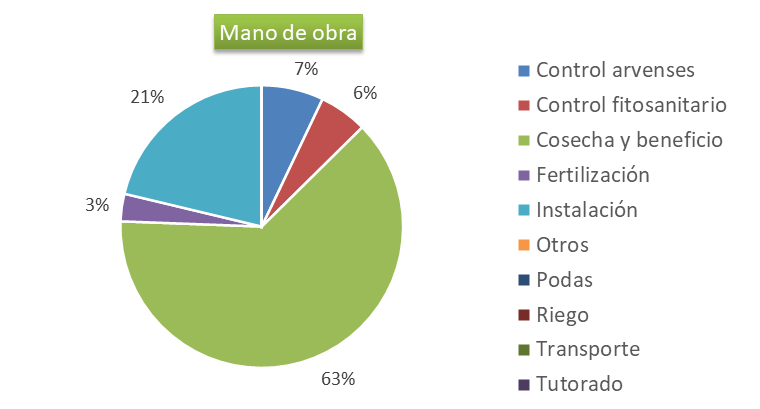 Mano de obra
7%
6%
21%
3%
63%
Control arvenses
Control fitosanitario
Cosecha y beneficio
Fertilización
Instalación
Otros
Podas
Riego
Transporte
Tutorado